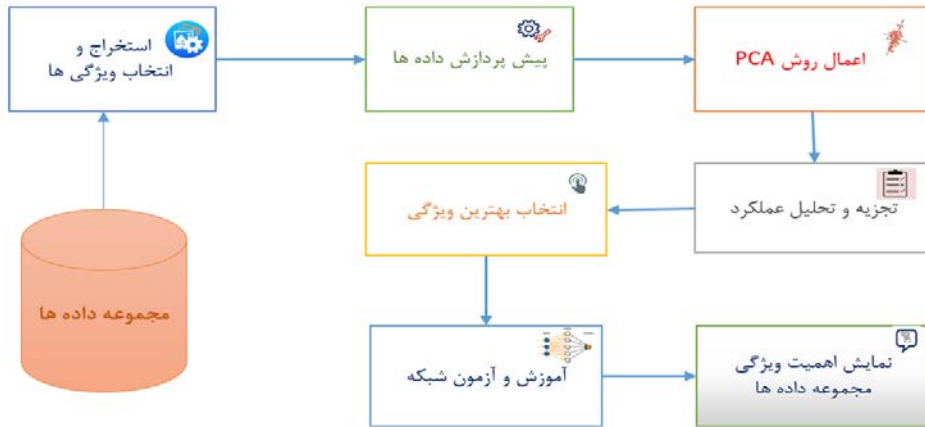 استخراج و
انتخاب ویژگی ها
پیش پردازش داده ها
اعمال روش PCA
تجزیه و تحلیل عملکرد
انتخاب بهترین ویژگی
مجموعه داده ها
آموزش و آزمون شبکه
نمایش اهمیت ویژگی
مجموعه داده ها